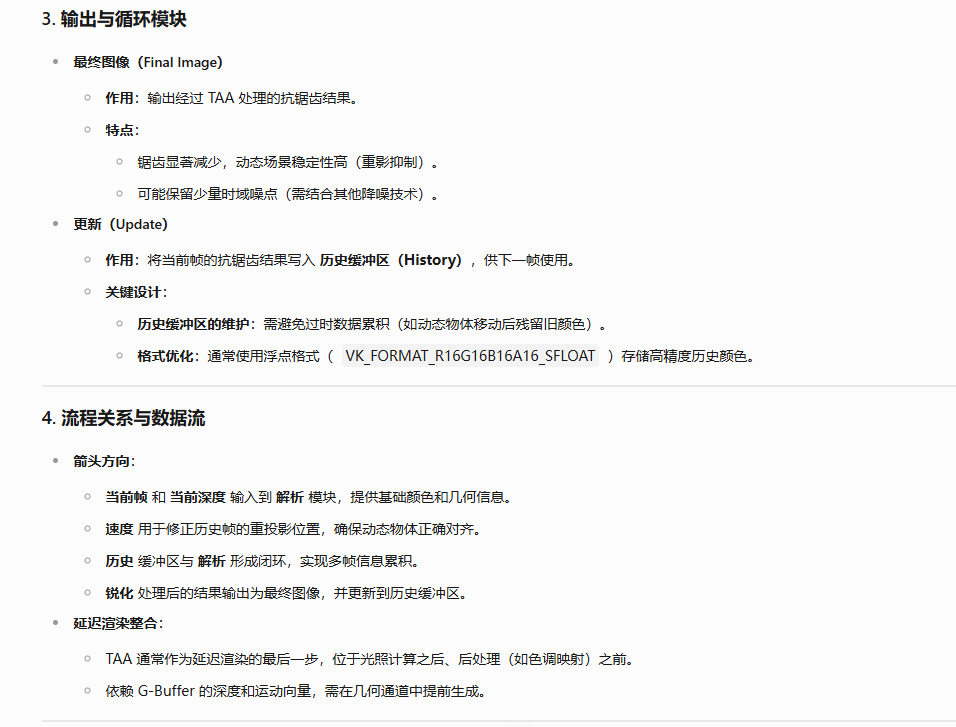 3. 输出与循环模块
最终图像（Final Image）
作用：输出经过 TAA 处理的抗锯齿结果。
特点：
锯齿显著减少，动态场景稳定性高（重影抑制）。
可能保留少量时域噪点（需结合其他降噪技术）。
更新（Update）
作用：将当前帧的抗锯齿结果写入 历史缓冲区（History），供下一帧使用。
关键设计：
历史缓冲区的维护：需避免过时数据累积（如动态物体移动后残留旧颜色）。
格式优化：通常使用浮点格式（ VK_FORMAT_R16G16B16A16_SFLOAT ）存储高精度历史颜色。
4. 流程关系与数据流
箭头方向：
当前帧 和 当前深度 输入到 解析 模块，提供基础颜色和几何信息。
速度 用于修正历史帧的重投影位置，确保动态物体正确对齐。
历史 缓冲区与 解析 形成闭环，实现多帧信息累积。
锐化 处理后的结果输出为最终图像，并更新到历史缓冲区。
延迟渲染整合：
TAA 通常作为延迟渲染的最后一步，位于光照计算之后、后处理（如色调映射）之前。
依赖 G-Buffer 的深度和运动向量，需在几何通道中提前生成。